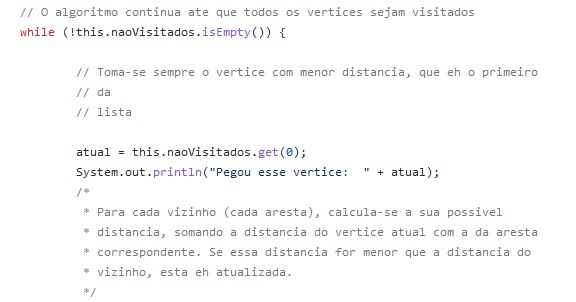 // O algoritmo continua ate que todos os vertices sejam visitados
while (!this.naoVisitados.isEmpty()) {
// Toma-se sempre o vertice com menor distancia, que eh o primeiro
// da
// lista
atual = this.naoVisitados.get(0);
System.out.println("Pegou esse vertice:  " + atual);
/*
* Para cada vizinho (cada aresta), calcula-se a sua possivel
* distancia, somando a distancia do vertice atual com a da aresta
* correspondente. Se essa distancia for menor que a distancia do
* vizinho, esta eh atualizada.
*/